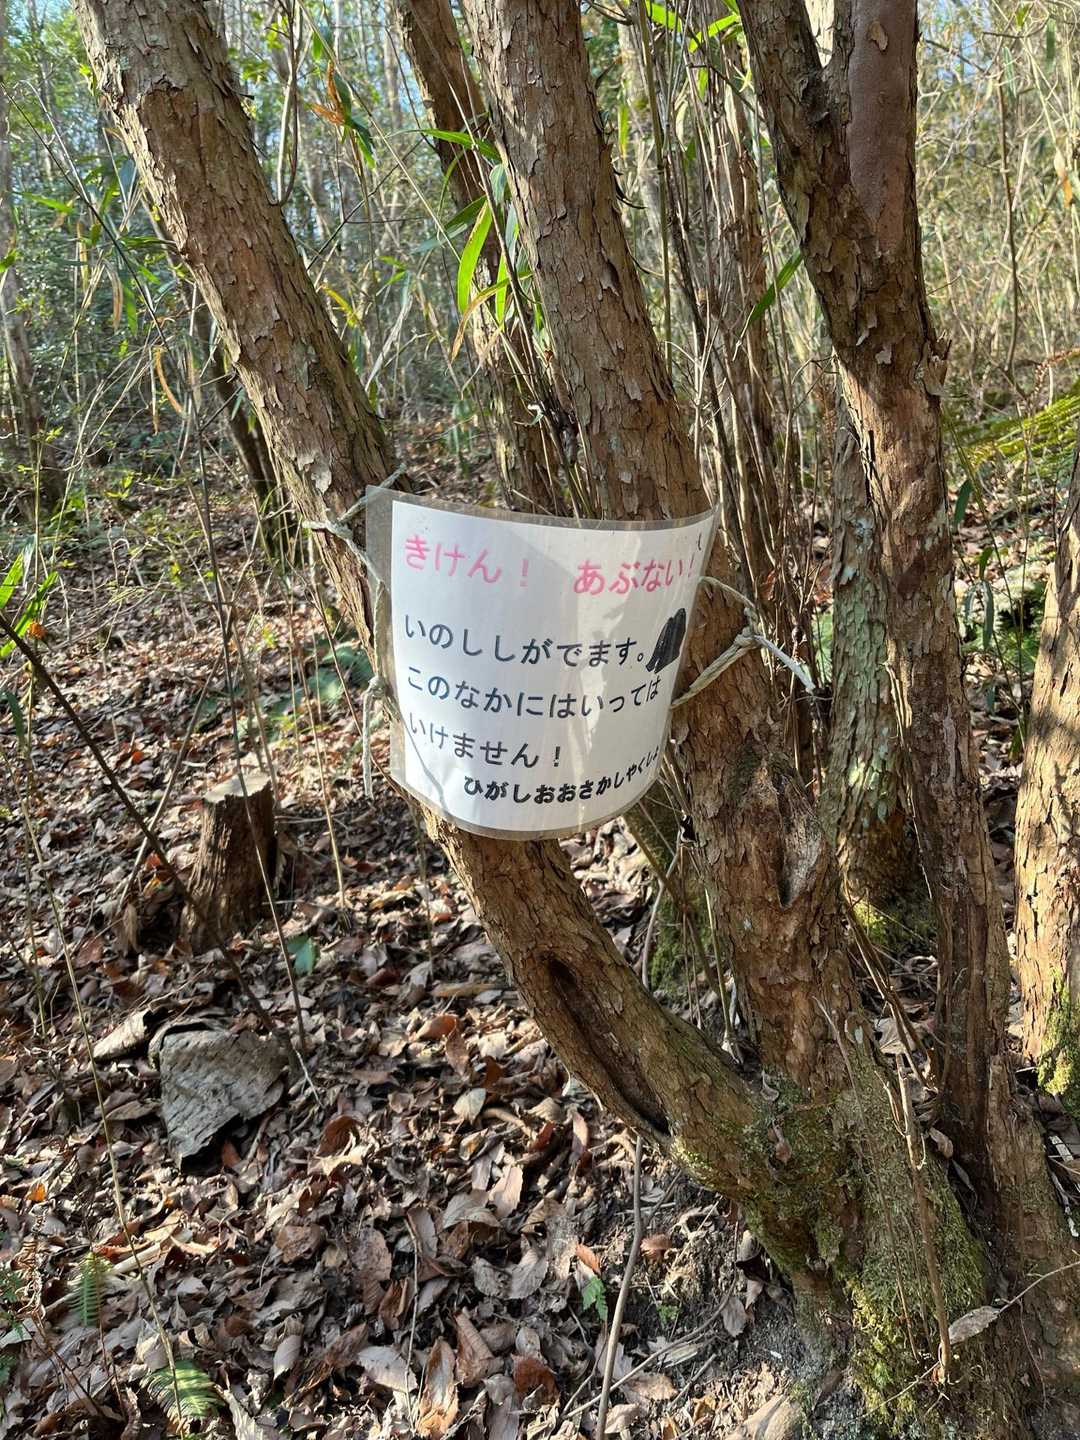 きけん！　あぶない！
いのししがでます。
このなかにはいっては
いけません！
ひがしおおさかしやくしょ